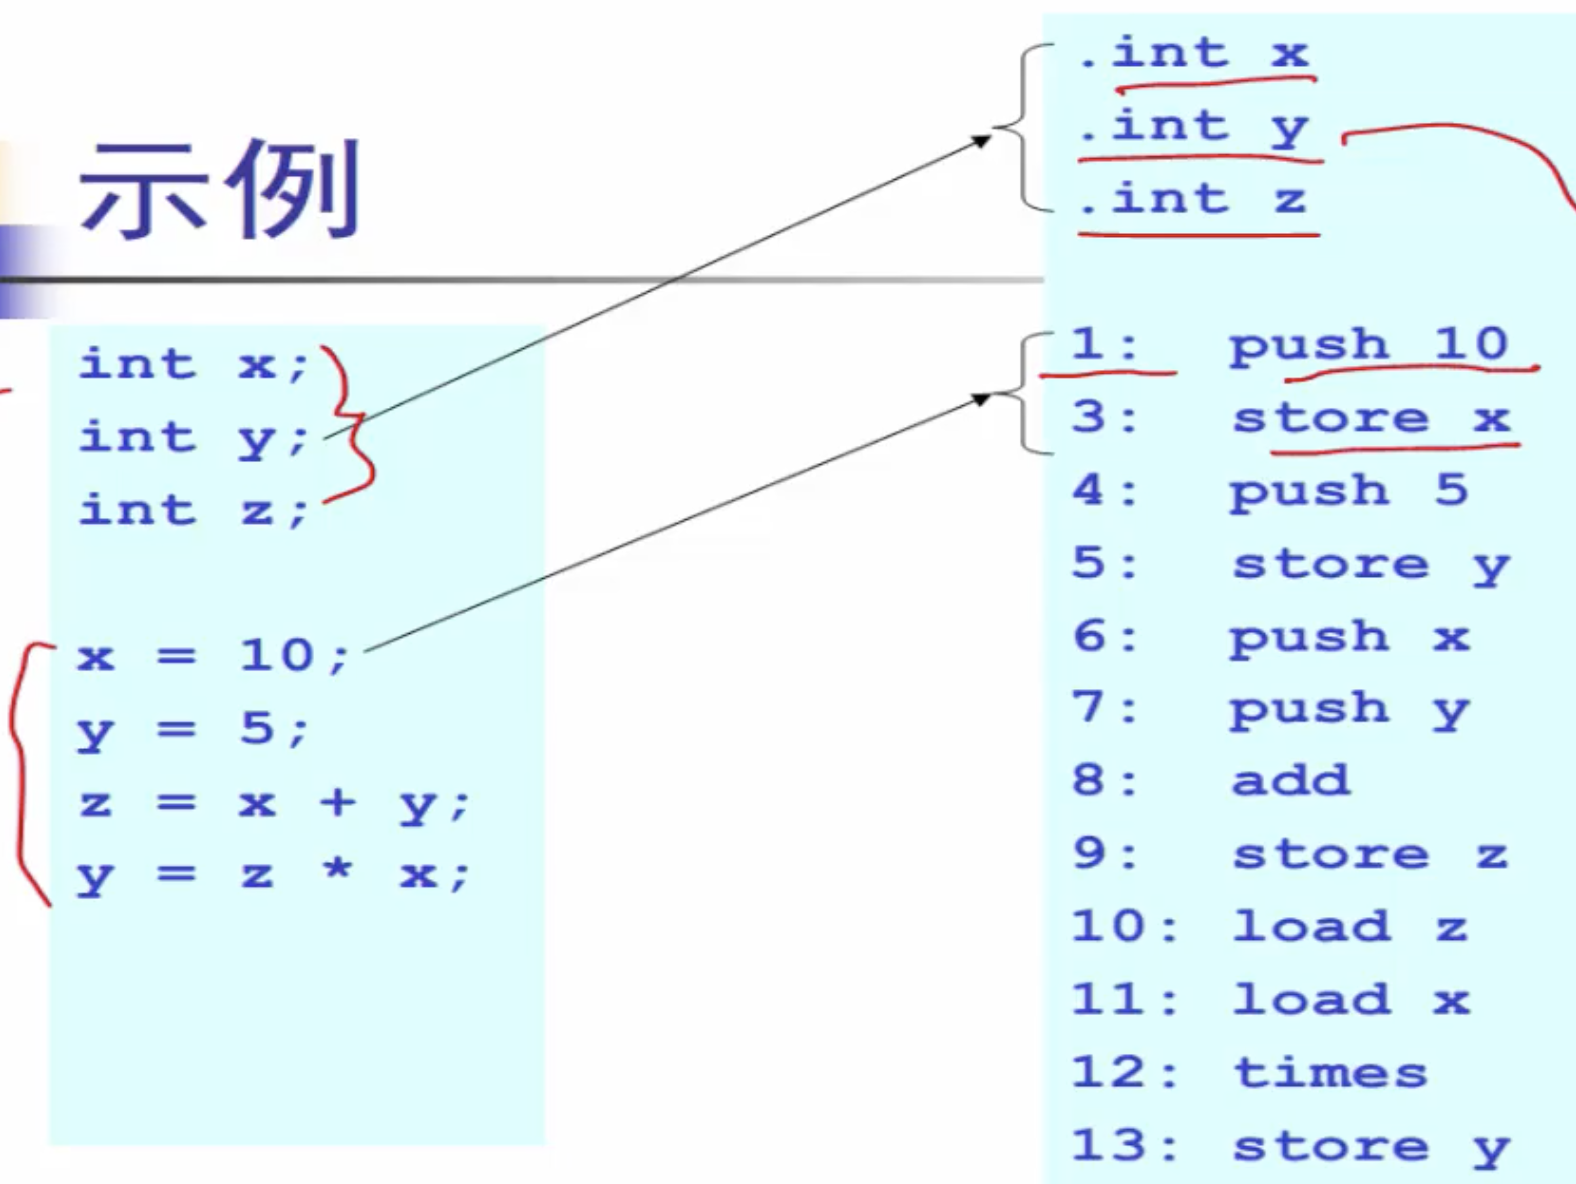 示例
int x;
int y;
int z;
x = 10;
y = 5;
z = x + y;
y = z * x;
.int x
.int y
.int z
1: push 10
3: store x
4: push 5
5: store y
6: push x
7: push y
8: add
9: store z
10: load z
11: load x
12: times
13: store y